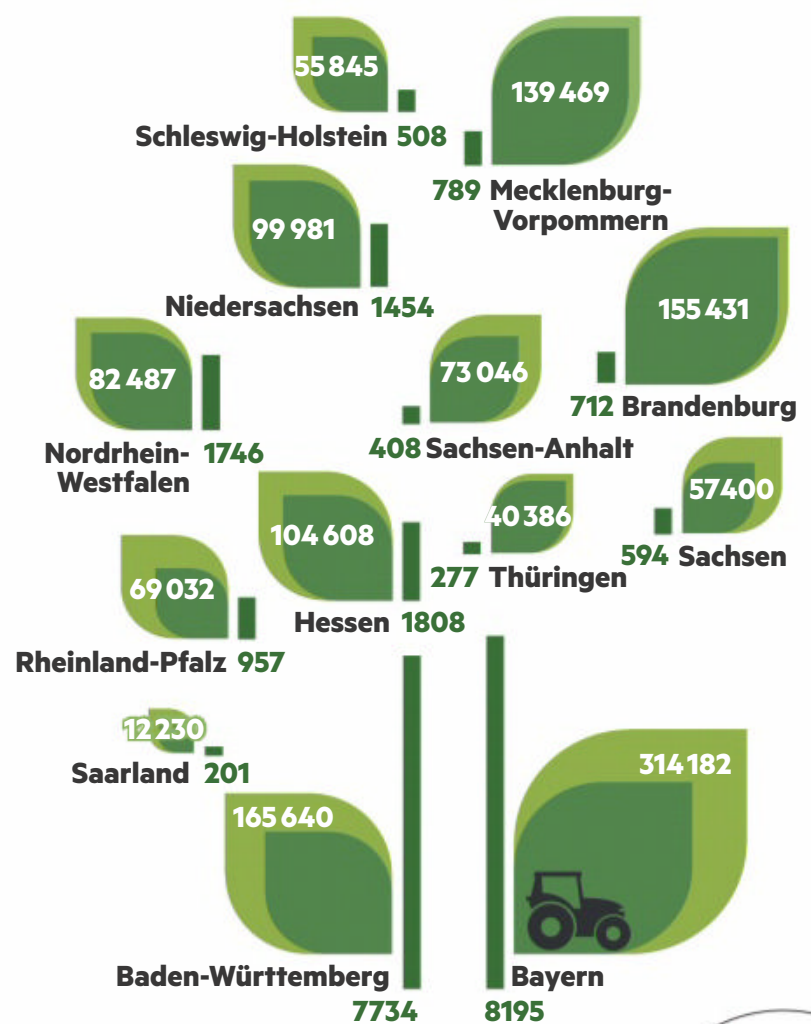 55 845
Schleswig-Holstein 508
139 469
789 Mecklenburg-
Vorpommern
99 981
Niedersachsen 1454
155 431
712 Brandenburg
82 487
Nordrhein- 1746
Westfalen
73 046
408 Sachsen-Anhalt
57400
594 Sachsen
104 608
Hessen 1808
40 386
277 Thüringen
69 032
Rheinland-Pfalz 957
12 230
Saarland 201
165 640
Baden-Württemberg
7734
314 182
Bayern
8195